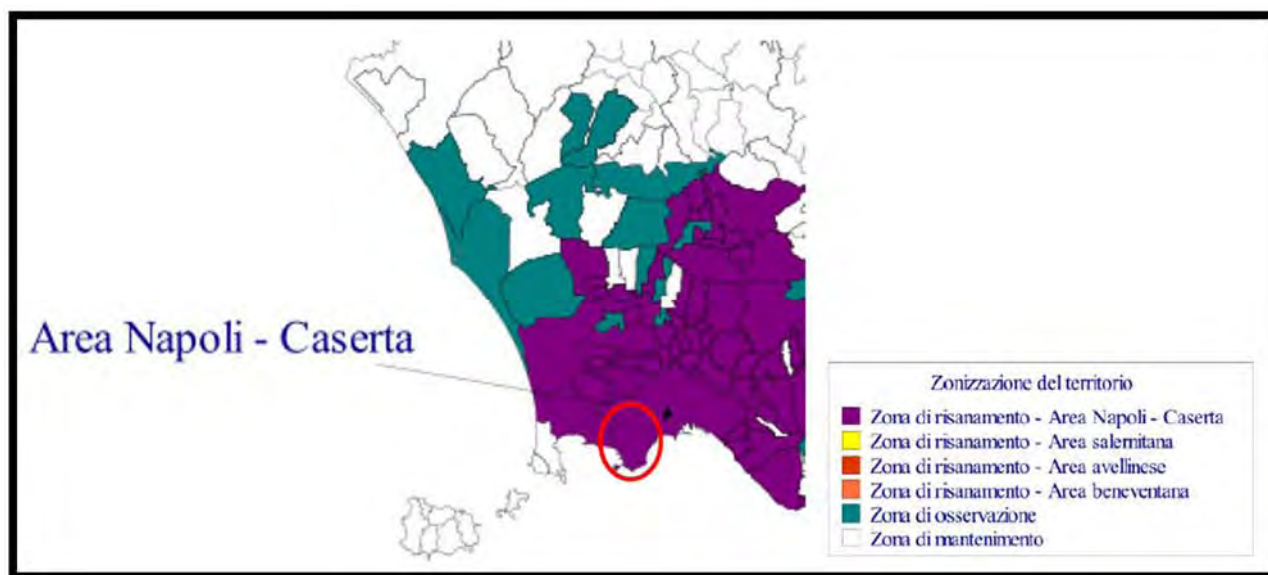 Area Napoli - Caserta
Zonizzazione del territorio
Zona di risanamento - Area Napoli - Caserta
Zona di risanamento - Area salernitana
Zona di risanamento - Area avellinese
Zona di risanamento - Area beneventana
Zona di osservazione
Zona di mantenimento